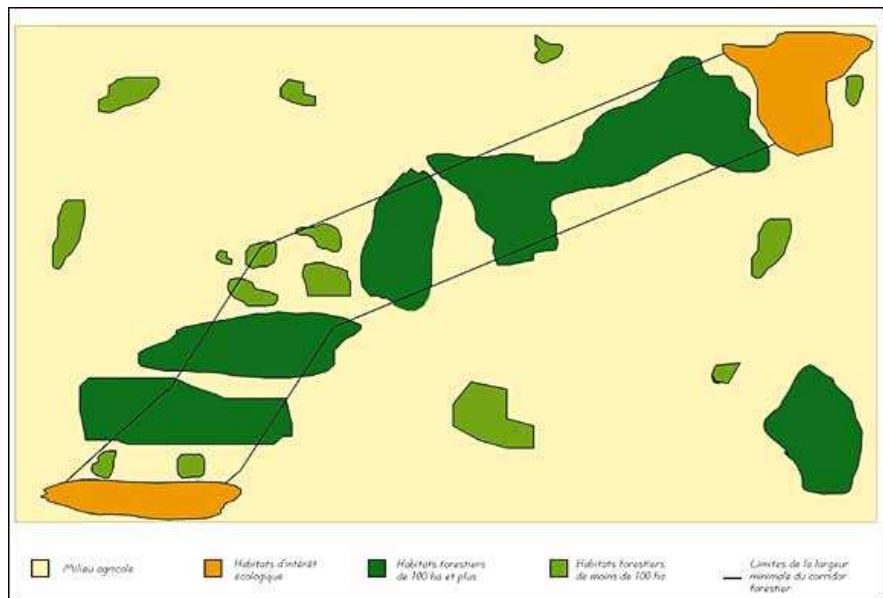 Milieu agricole
Habitats d'intérêt
écologique
Habitats forestiers
de 100 ha et plus
Habitats forestiers
de moins de 100 ha
Limites de la largeur
minimale du corridor
forestier